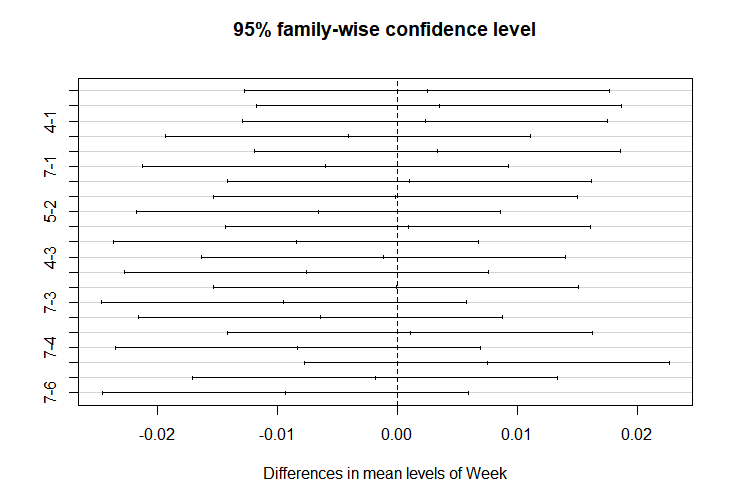 95% family-wise confidence level
4-1
7-1
5-2
4-3
7-3
7-4
7-6
-0.02 -0.01 0.00 0.01 0.02
Differences in mean levels of Week